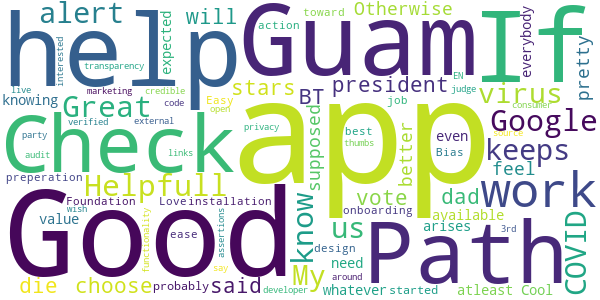 help Guam If
alert will Otherwise toward action everybody pretty
interested live transparency expected marketing credible code EN judge
knowing stars president virus
Great BT Google
Check app keeps
verified external Easy open job consumer
party audit links privacy best thumbs even source
Helpfull know supposed better Bias feel work
preperation Foundation Love installation vote dad
value wish us onboarding available
Good functionality ease assertions My need design arises 3rd COVID
die choose probably said whatever started atleast Cool
say developer around Path